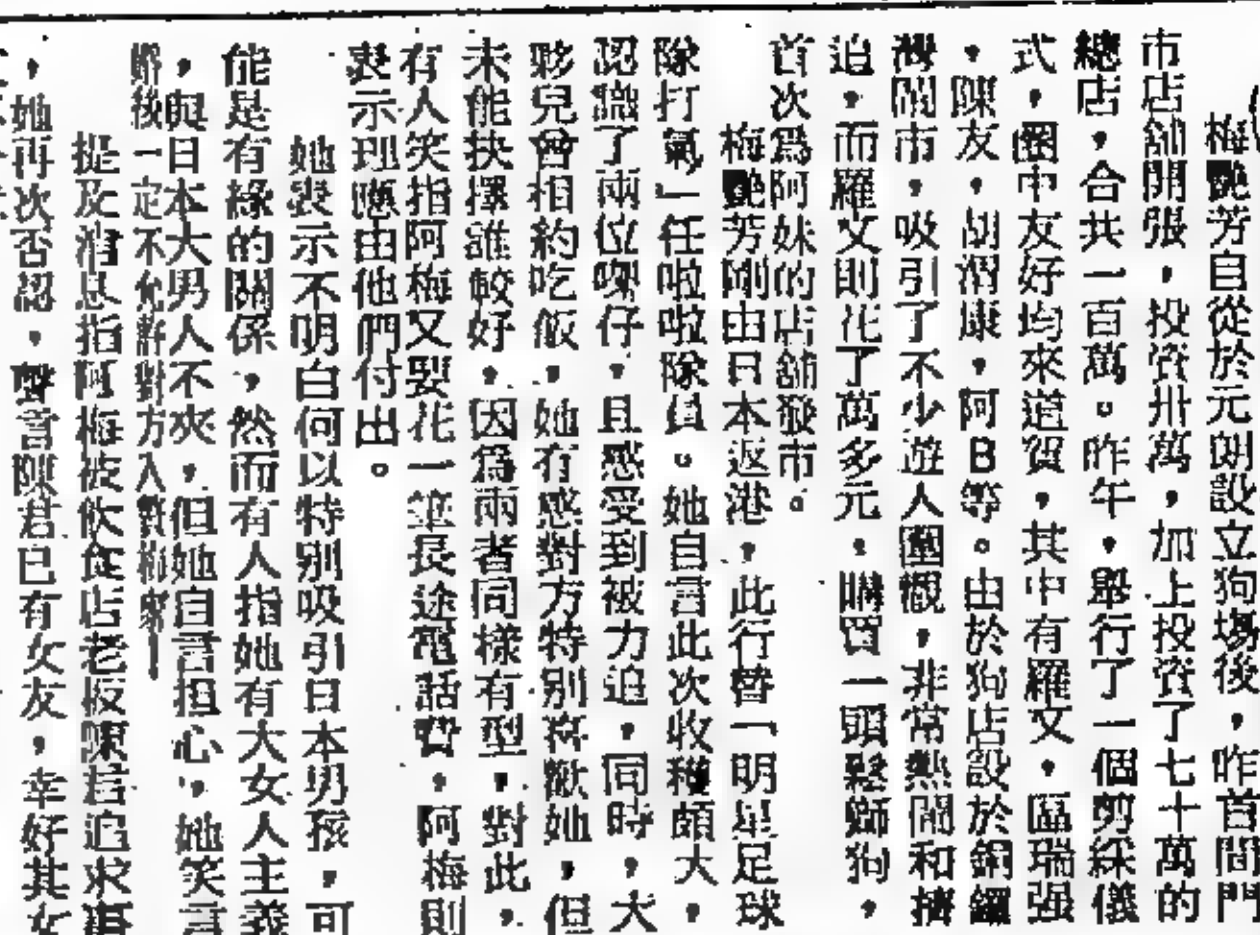 梅艷芳自從於元朗設立狗場後，昨首間門
市店舖開張，投資卅萬，加上投資了七十萬的
總店，合共一百萬。昨午，舉行了一個剪綵儀
式，圈中友好均來道賀，其中有羅文，區瑞强
，陳友，胡渭康，阿B等。由於狗店設於銅鑼
灣鬧市，吸引了不少遊人圍觀，非常熱鬧和擠
迫，而羅文則花了萬多元，購買一頭鬆獅狗，
首次為阿妹的店舖發市。
梅艷芳剛由日本返港，此行替「明星足球
隊打氣」任啦啦隊員。她自言此次收穫頗大，
認識了兩位㗎仔，且感受到被力追，同時，大
夥兒曾相約吃飯，她有感對方特別喜歡她，但
未能抉擇誰較好，因為兩者同樣有型，對此，
有人笑指阿梅又要花一筆長途電話費，阿梅則
表示理應由他們付出。
她表示不明白何以特別吸引日本男孩，可
能是有緣的關係，然而有人指她有大女人主義
，與日本大男人不夾，但她自言担心，她笑言
婚後一定不允許對方入贅梅家！
提及消息指阿梅被飲食店老板陳君追求事
，她再次否認，聲言陳君已有女友，幸好其女